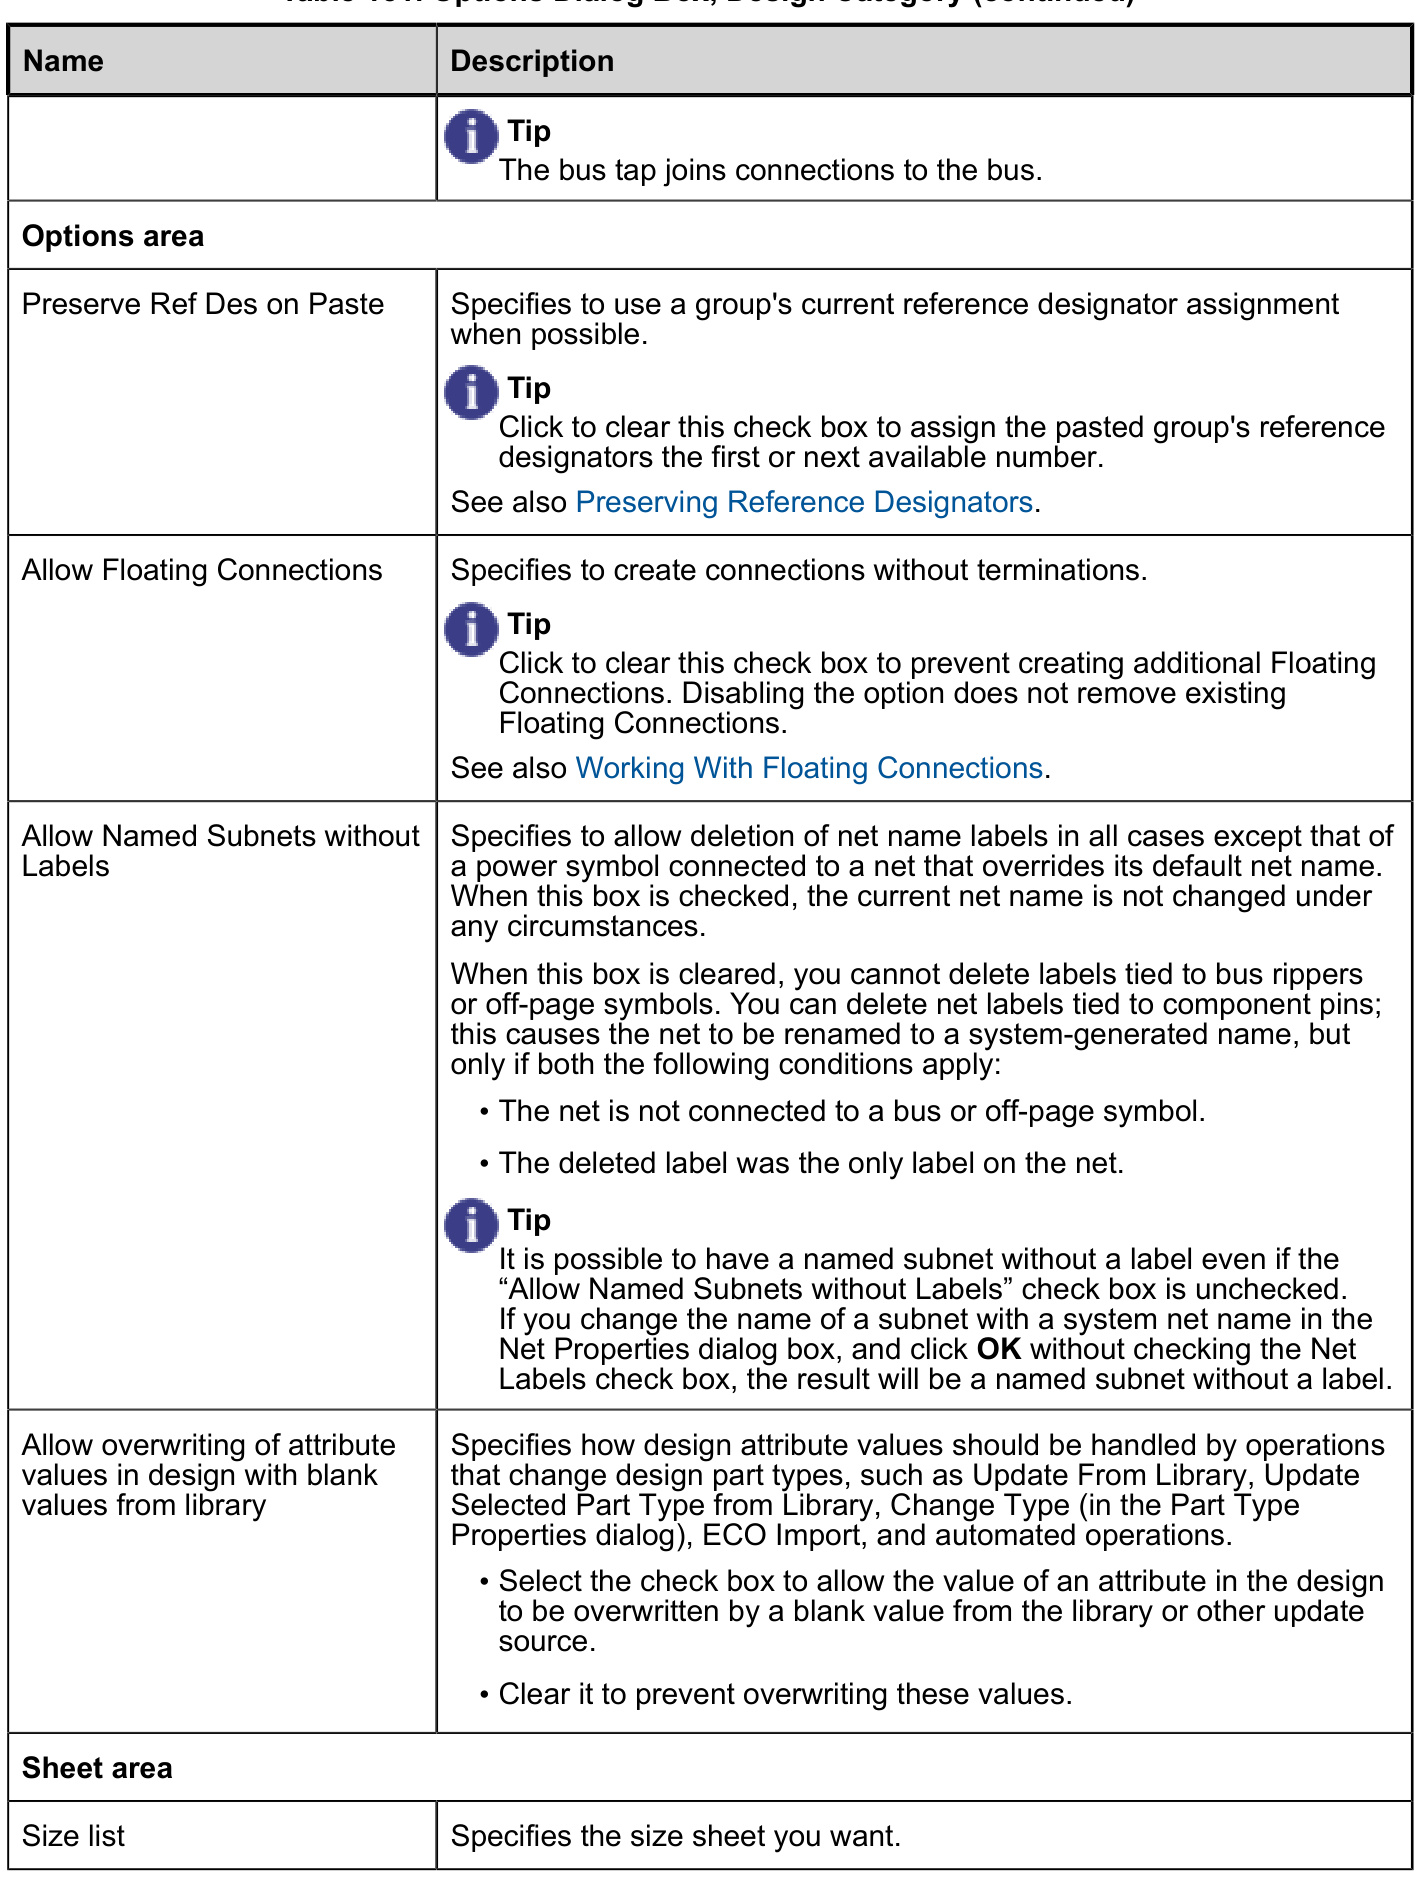 Options Dialog Box, Design Category (continued)
Name
Description
Tip
The bus tap joins connections to the bus.
Options area
Preserve Ref Des on Paste
Specifies to use a group's current reference designator assignment
when possible.
Tip
Click to clear this check box to assign the pasted group's reference
designators the first or next available number.
See also Preserving Reference Designators.
Allow Floating Connections
Specifies to create connections without terminations.
Tip
Click to clear this check box to prevent creating additional Floating
Connections. Disabling the option does not remove existing
Floating Connections.
See also Working With Floating Connections.
Allow Named Subnets without
Labels
Specifies to allow deletion of net name labels in all cases except that of
a power symbol connected to a net that overrides its default net name.
When this box is checked, the current net name is not changed under
any circumstances.
When this box is cleared, you cannot delete labels tied to bus rippers
or off-page symbols. You can delete net labels tied to component pins;
this causes the net to be renamed to a system-generated name, but
only if both the following conditions apply:
• The net is not connected to a bus or off-page symbol.
• The deleted label was the only label on the net.
Tip
It is possible to have a named subnet without a label even if the
“Allow Named Subnets without Labels” check box is unchecked.
If you change the name of a subnet with a system net name in the
Net Properties dialog box, and click OK without checking the Net
Labels check box, the result will be a named subnet without a label.
Allow overwriting of attribute
values in design with blank
values from library
Specifies how design attribute values should be handled by operations
that change design part types, such as Update From Library, Update
Selected Part Type from Library, Change Type (in the Part Type
Properties dialog), ECO Import, and automated operations.
• Select the check box to allow the value of an attribute in the design
to be overwritten by a blank value from the library or other update
source.
• Clear it to prevent overwriting these values.
Sheet area
Size list
Specifies the size sheet you want.